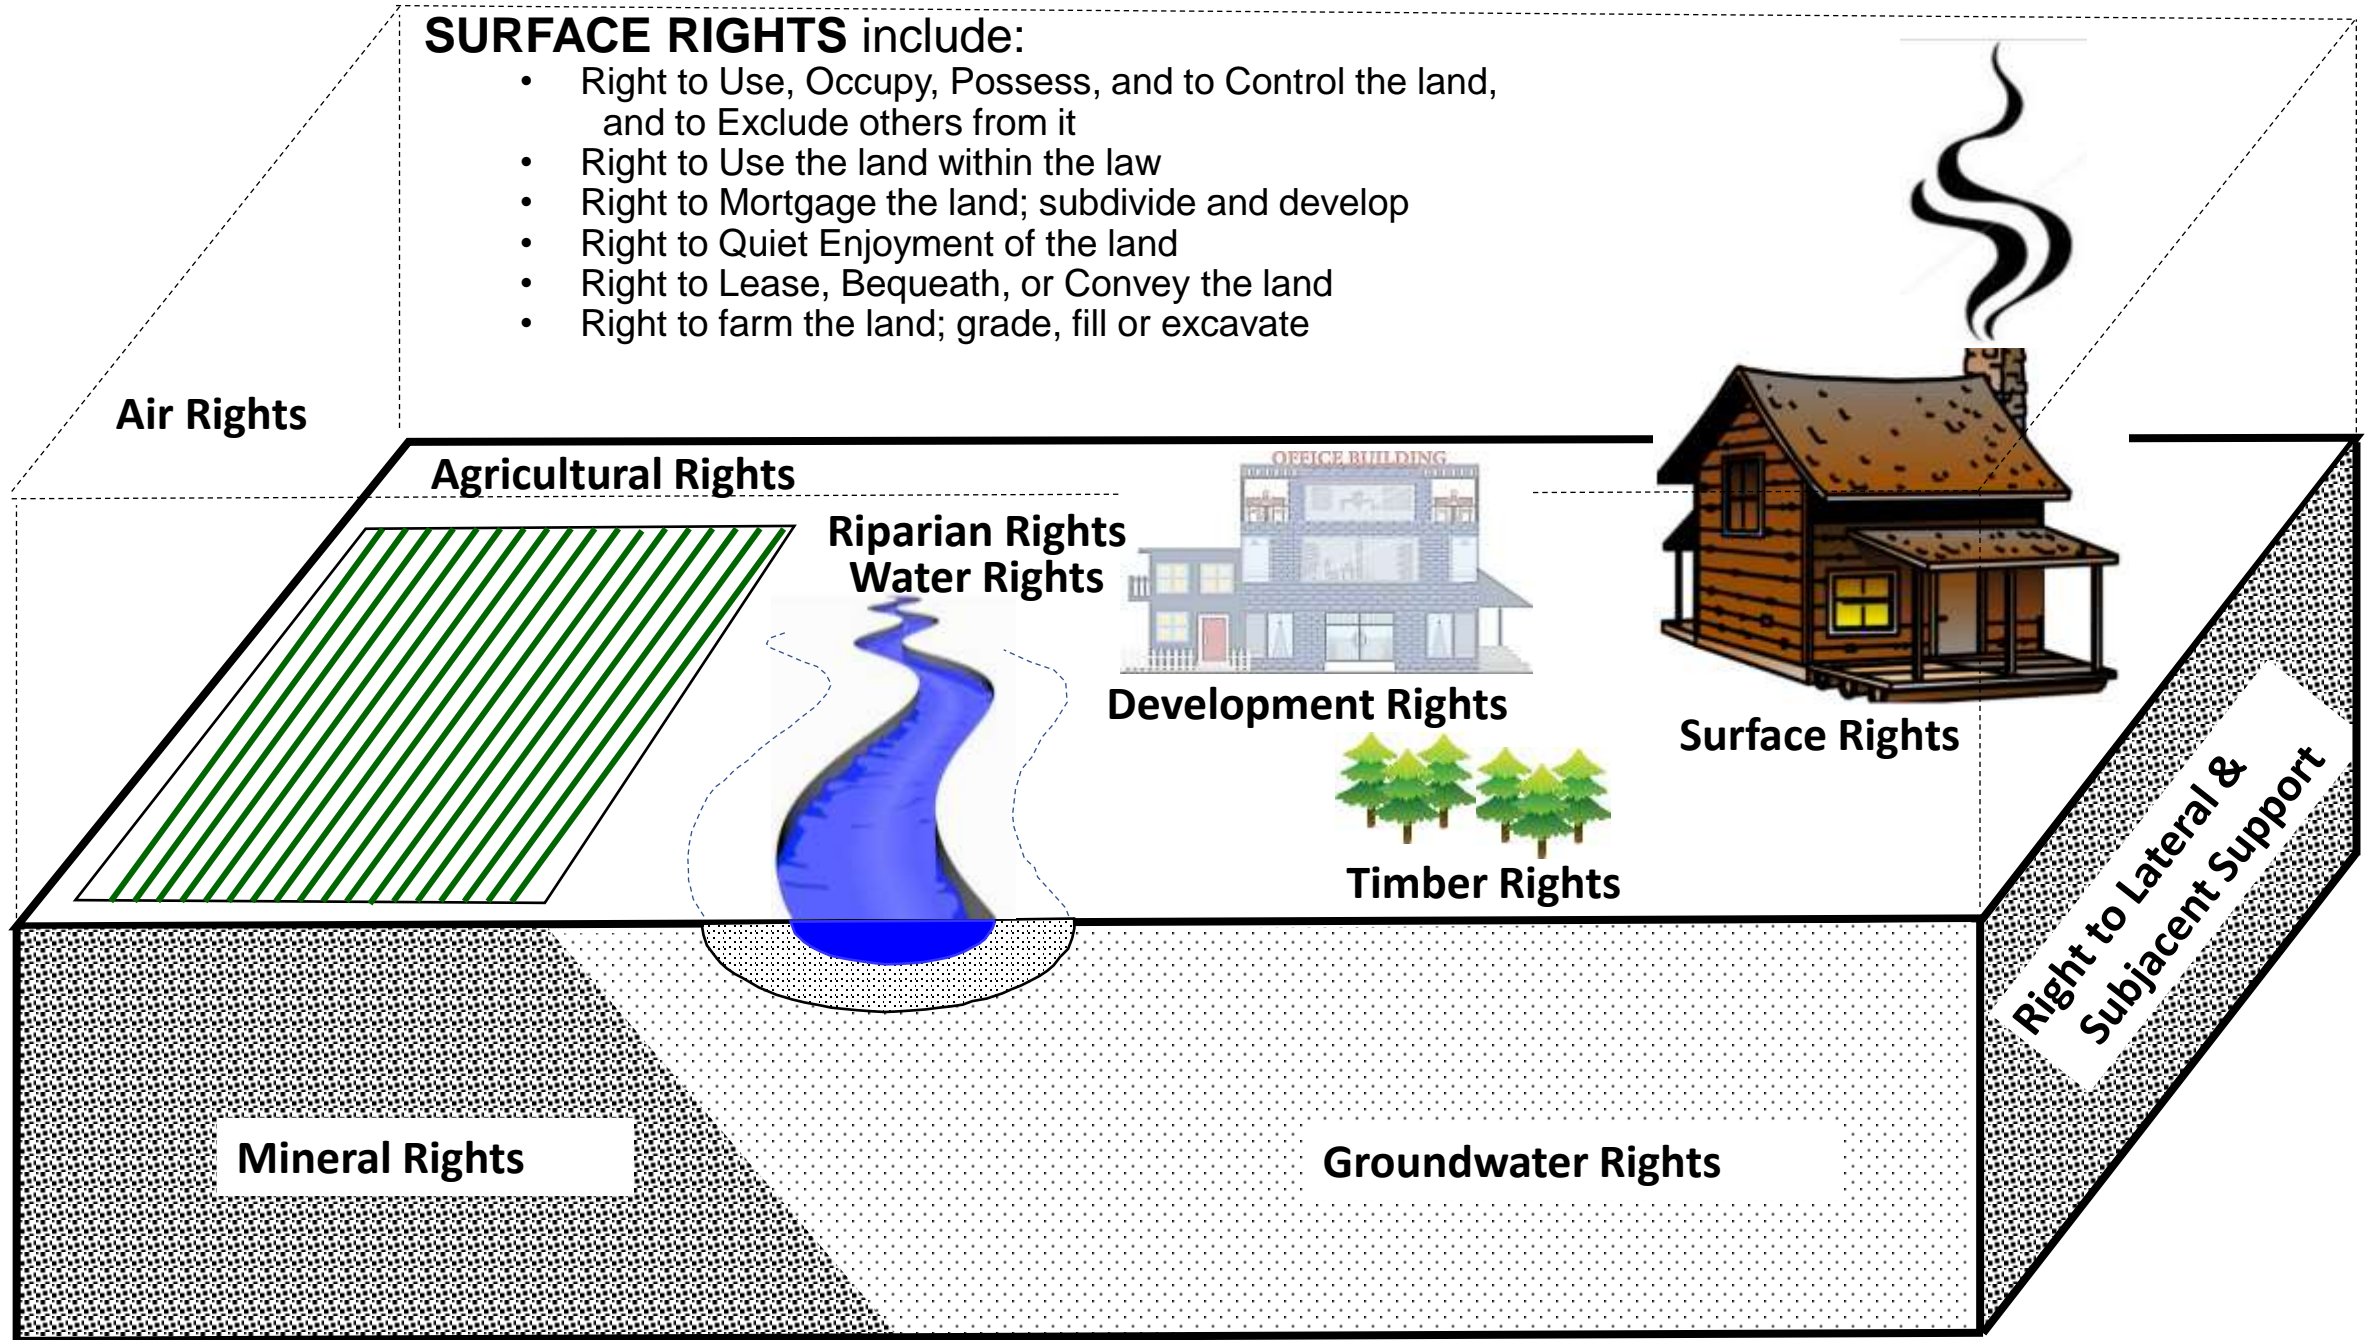 SURFACE RIGHTS include:
• Right to Use, Occupy, Possess, and to Control the land,
and to Exclude others from it
• Right to Use the land within the law
• Right to Mortgage the land; subdivide and develop
• Right to Quiet Enjoyment of the land
• Right to Lease, Bequeath, or Convey the land
• Right to farm the land; grade, fill or excavate
Air Rights
Agricultural Rights
OFFICE BUILDING
Riparian Rights
Water Rights
Development Rights
Surface Rights
Timber Rights
Right to Lateral &
Subjacent Support
Mineral Rights
Groundwater Rights